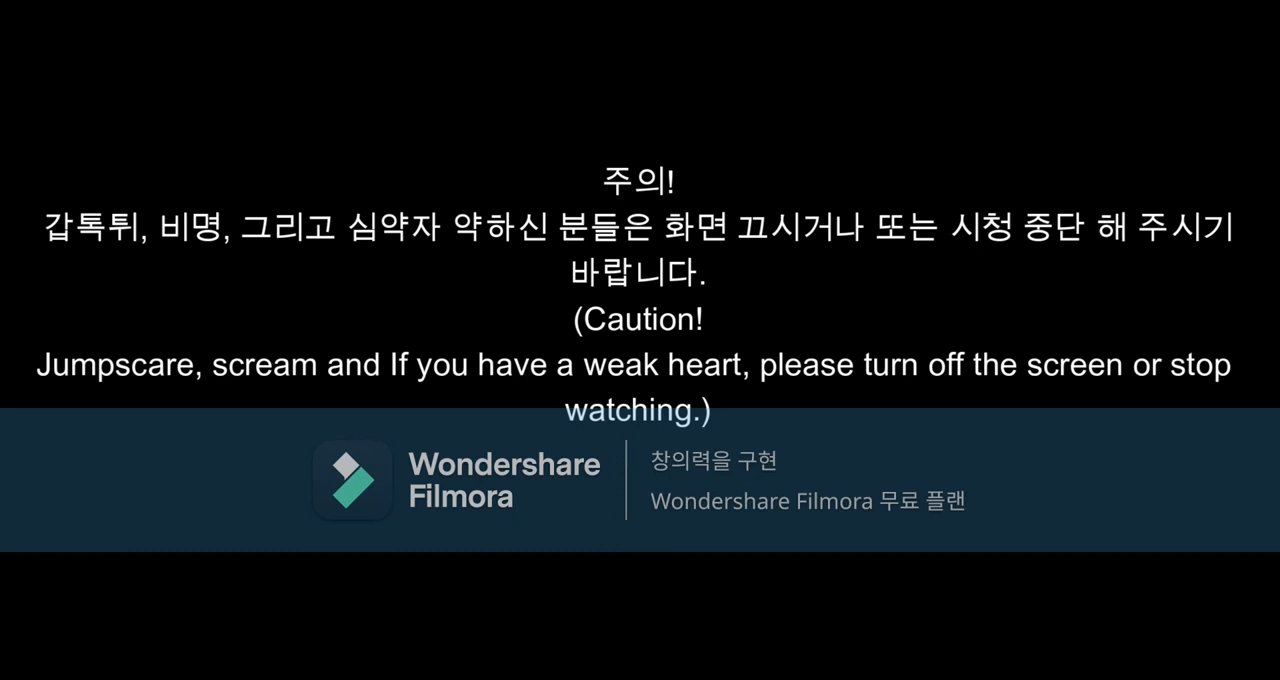 주의!
갑톡튀, 비명, 그리고 심약자 약하신 분들은 화면 끄시거나 또는 시청 중단 해 주시기
바랍니다.
(Caution!
Jumpscare, scream and If you have a weak heart, please turn off the screen or stop
watching.)
Wondershare
Filmora
창의력을 구현
Wondershare Filmora 무료 플랜